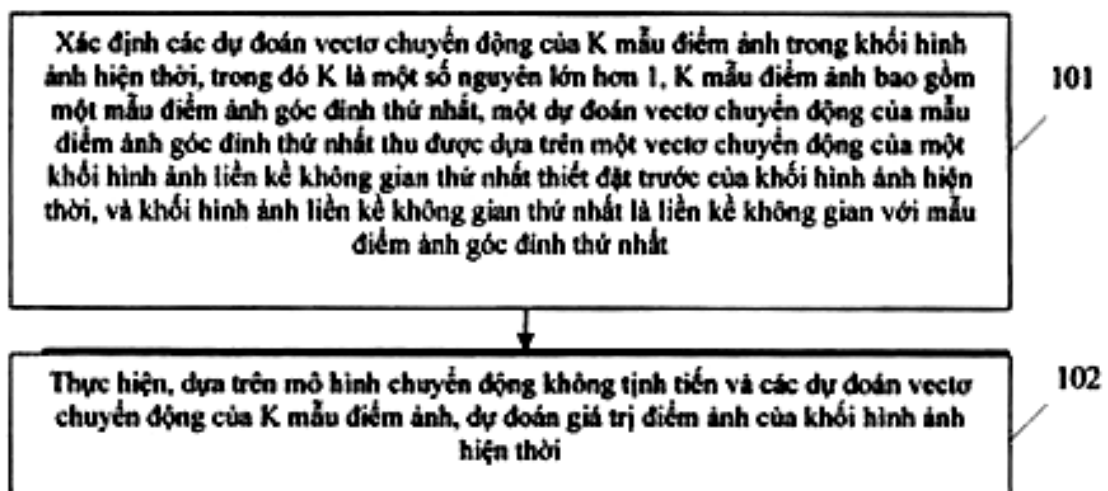 Xác định các dự đoán vectơ chuyển động của K mẫu điểm ảnh trong khối hình
ảnh hiện thời, trong đó K là một số nguyên lớn hơn 1, K mẫu điểm ảnh bao gồm
một mẫu điểm ảnh góc đỉnh thứ nhất, một dự đoán vectơ chuyển động của mẫu
điểm ảnh góc đỉnh thứ nhất thu được dựa trên một vectơ chuyển động của một
khối hình ảnh liền kề không gian thứ nhất thiết đặt trước của khối hình ảnh hiện
thời, và khối hình ảnh liền kề không gian thứ nhất là liền kề không gian với mẫu
điểm ảnh góc đỉnh thứ nhất
101
Thực hiện, dựa trên mô hình chuyển động không tịnh tiến và các dự đoán vectơ
chuyển động của K mẫu điểm ảnh, dự đoán giá trị điểm ảnh của khối hình ảnh
hiện thời
102